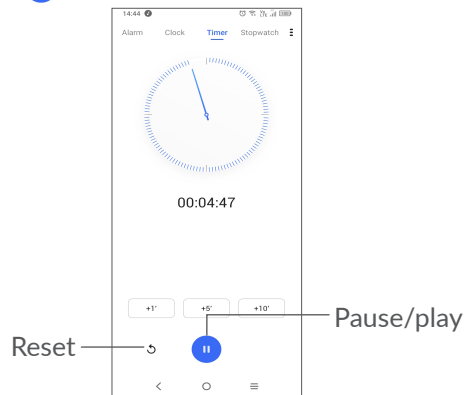 14:44
Alarm Clock Timer Stopwatch
00:04:47
+1' +5' +10'
Pause/play
Reset